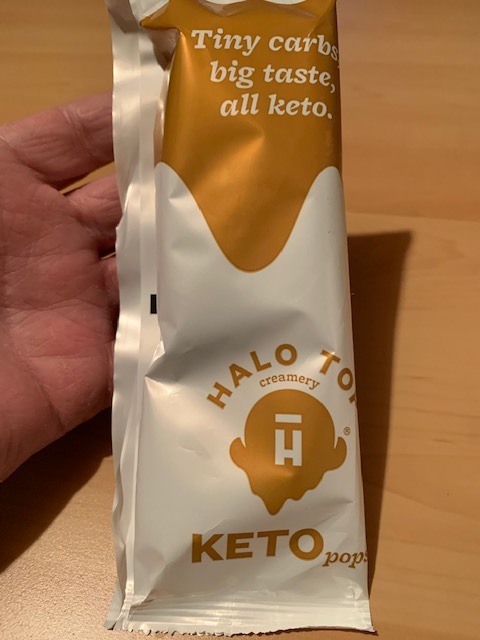 Tiny carbs,
big taste,
all keto.
HALO TOP
creamery
H
®
KETO pops